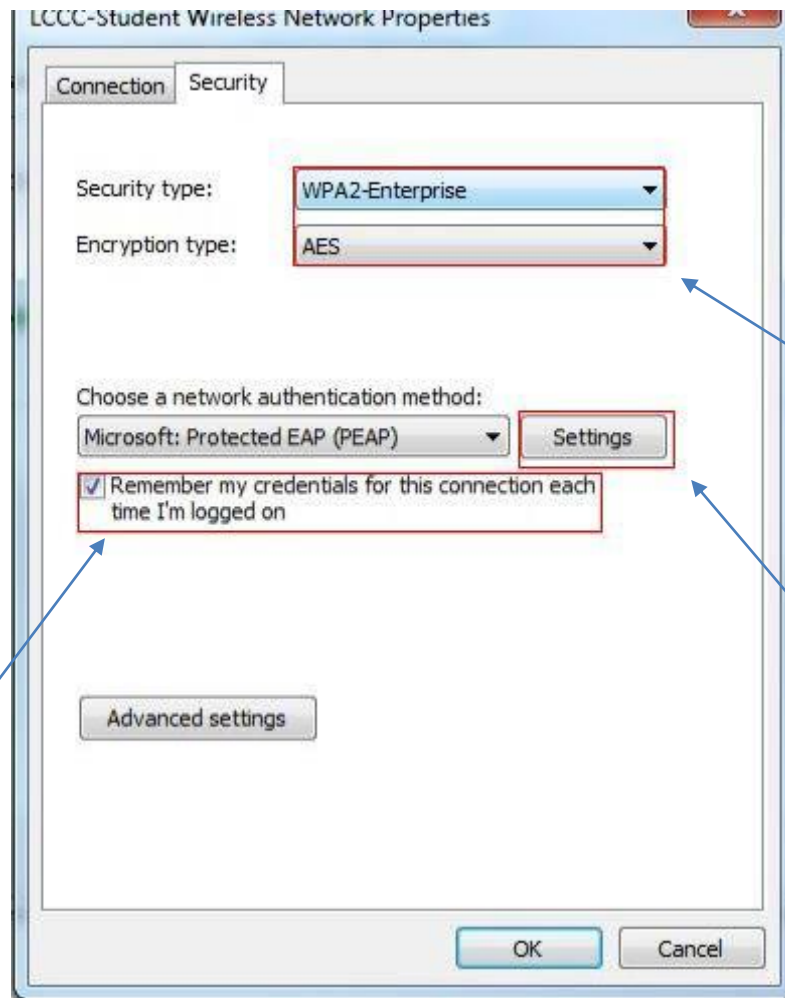 LCCC-Student Wireless Network Properties
Connection
Security
Security type:
WPA2-Enterprise
Encryption type:
AES
Choose a network authentication method:
Microsoft: Protected EAP (PEAP)
Settings
Remember my credentials for this connection each
time I'm logged on
Advanced settings
OK
Cancel